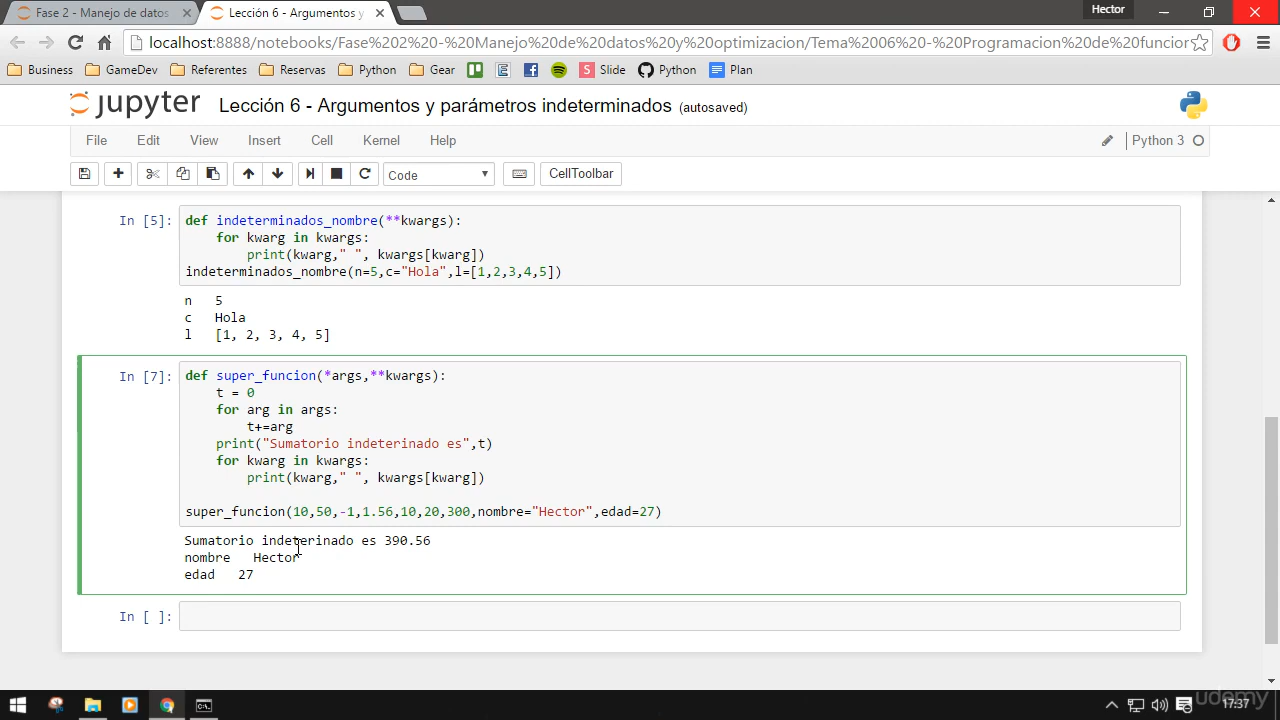 Fase 2 - Manejo de datos
Lección 6 - Argumentos y
Hector
localhost:8888/notebooks/Fase%202%20-%20Manejo%20de%20datos%20y%20optimizacion/Tema%2006%20-%20Programacion%20de%20funcior
Business GameDev Referentes Reservas Python Gear Slide Python Plan
jupyter Lección 6 - Argumentos y parámetros indeterminados (autosaved)
File Edit View Insert Cell Kernel Help Python 3
Code CellToolbar
In [5]: def indeterminados_nombre(**kwargs):
for kwarg in kwargs:
print(kwarg," ", kwargs[kwarg])
indeterminados_nombre(n=5,c="Hola",l=[1,2,3,4,5])
n 5
c Hola
l [1, 2, 3, 4, 5]
In [7]: def super_funcion(*args,**kwargs):
t = 0
for arg in args:
t+=arg
print("Sumatorio indeterinado es",t)
for kwarg in kwargs:
print(kwarg," ", kwargs[kwarg])
super_funcion(10,50,-1,1.56,10,20,300,nombre="Hector",edad=27)
Sumatorio indeterinado es 390.56
nombre Hector
edad 27
In [ ]:
17:37
udemy